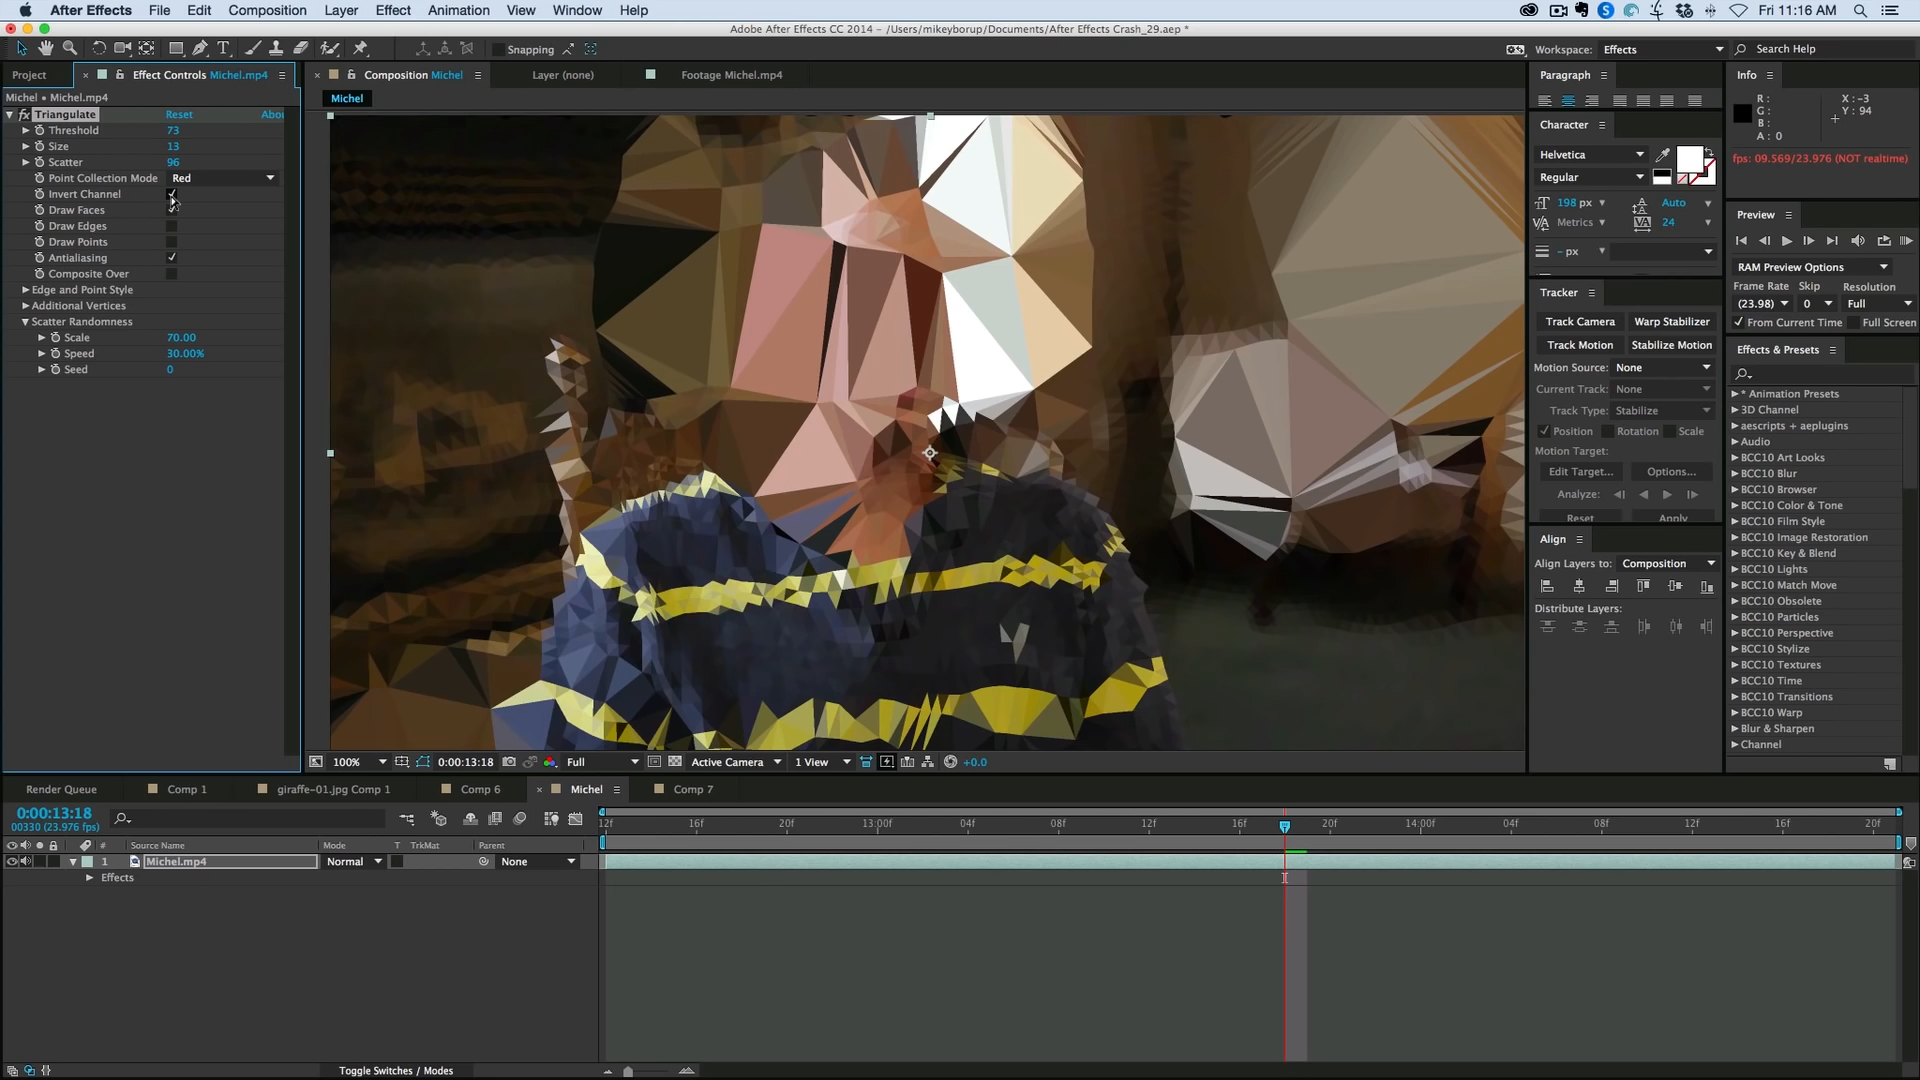 After Effects File Edit Composition Layer Effect Animation View Window Help Fri 11:16 AM
Adobe After Effects CC 2014 - /Users/mikeyborup/Documents/After Effects Crash_29.aep *
Snapping Workspace: Effects Search Help
Project Effect Controls Michel.mp4 Composition Michel Layer (none) Footage Michel.mp4
Michel • Michel.mp4
Michel
Triangulate Reset Abou
Threshold 73
Size 13
Scatter 96
Point Collection Mode Red
Invert Channel
Draw Faces
Draw Edges
Draw Points
Antialiasing
Composite Over
Edge and Point Style
Additional Vertices
Scatter Randomness
Scale 70.00
Speed 30.00%
Seed 0
100% 0:00:13:18 Full Active Camera 1 View +0.0
Paragraph
Character
Helvetica
Regular
198 px Auto
Metrics 24
- px
Tracker
Track Camera Warp Stabilizer
Track Motion Stabilize Motion
Motion Source: None
Current Track: None
Track Type: Stabilize
Position Rotation Scale
Motion Target:
Edit Target... Options...
Analyze:
Reset Apply
Align
Align Layers to: Composition
Distribute Layers:
Info
R: X : -3
G: Y : 94
B:
A: 0
fps: 09.569/23.976 (NOT realtime)
Preview
RAM Preview Options
Frame Rate Skip Resolution
(23.98) 0 Full
From Current Time Full Screen
Effects & Presets
* Animation Presets
3D Channel
aescripts + aeplugins
Audio
BCC10 Art Looks
BCC10 Blur
BCC10 Browser
BCC10 Color & Tone
BCC10 Film Style
BCC10 Image Restoration
BCC10 Key & Blend
BCC10 Lights
BCC10 Match Move
BCC10 Obsolete
BCC10 Particles
BCC10 Perspective
BCC10 Stylize
BCC10 Textures
BCC10 Time
BCC10 Transitions
BCC10 Warp
Blur & Sharpen
Channel
Render Queue Comp 1 giraffe-01.jpg Comp 1 Comp 6 Michel Comp 7
0:00:13:18
00330 (23.976 fps)
12f 16f 20f 13:00f 04f 08f 12f 16f 20f 14:00f 04f 08f 12f 16f 20f
# Source Name Mode T TrkMat Parent
1 Michel.mp4 Normal None
Effects
Toggle Switches / Modes